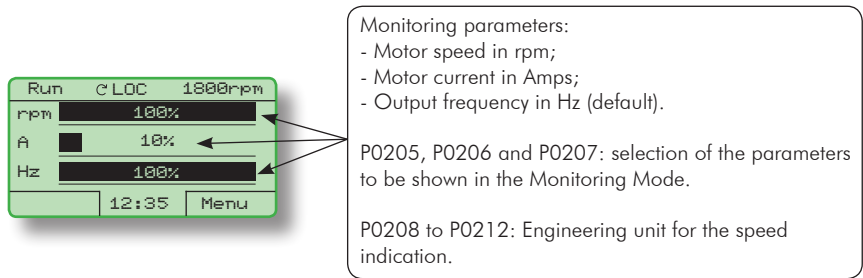 Run ↻LOC 1800rpm
rpm 100%
A 10%
Hz 100%
12:35 Menu
Monitoring parameters:
- Motor speed in rpm;
- Motor current in Amps;
- Output frequency in Hz (default).
P0205, P0206 and P0207: selection of the parameters
to be shown in the Monitoring Mode.
P0208 to P0212: Engineering unit for the speed
indication.